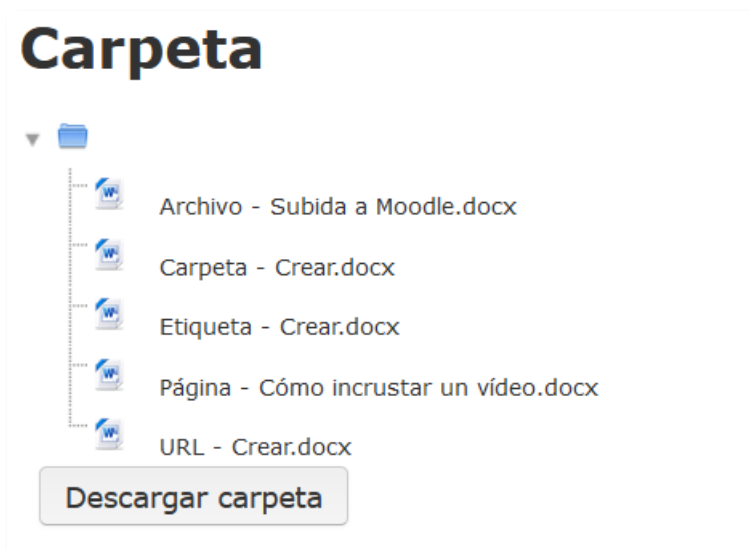 Carpeta
Archivo - Subida a Moodle.docx
Carpeta - Crear.docx
Etiqueta - Crear.docx
Página - Cómo incrustar un vídeo.docx
URL - Crear.docx
Descargar carpeta